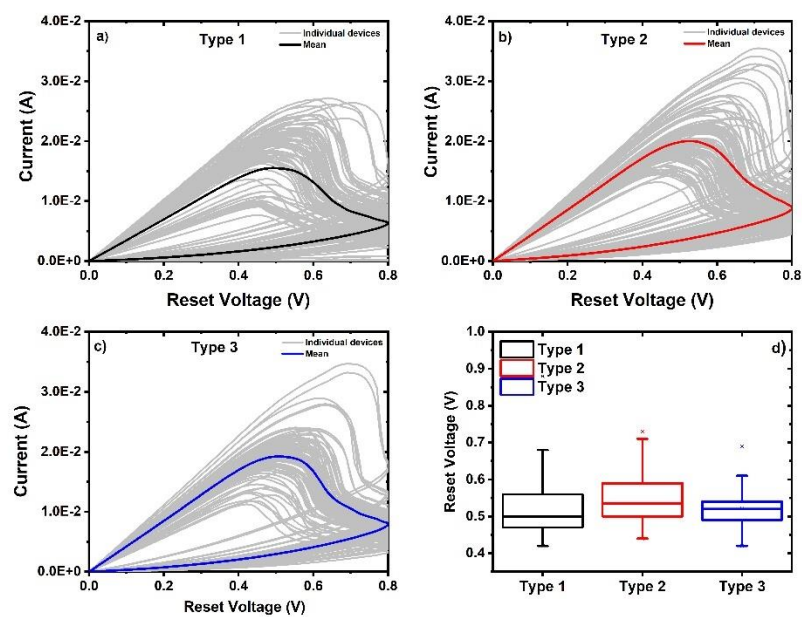 a)
Type 1
Individual devices
Mean
4.0E-2
3.0E-2
2.0E-2
1.0E-2
0.0E+0
Current (A)
0.0 0.2 0.4 0.6 0.8
Reset Voltage (V)
b)
Type 2
Individual devices
Mean
4.0E-2
3.0E-2
2.0E-2
1.0E-2
0.0E+0
Current (A)
0.0 0.2 0.4 0.6 0.8
Reset Voltage (V)
c)
Type 3
Individual devices
Mean
4.0E-2
3.0E-2
2.0E-2
1.0E-2
0.0E+0
Current (A)
0.0 0.2 0.4 0.6 0.8
Reset Voltage (V)
d)
Type 1
Type 2
Type 3
1.0
0.9
0.8
0.7
0.6
0.5
0.4
Reset Voltage (V)
Type 1 Type 2 Type 3